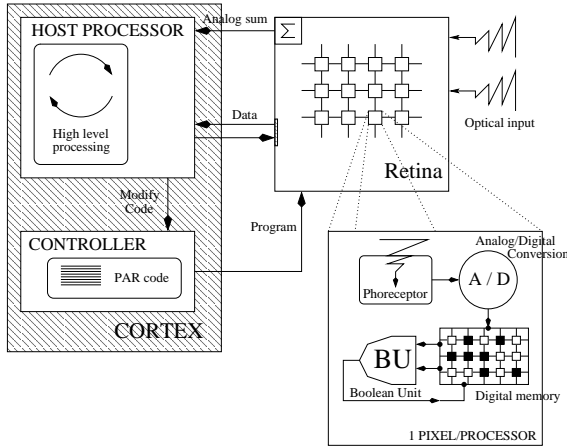 HOST PROCESSOR
High level
processing
Analog sum
Σ
Data
Optical input
Retina
Modify
Code
Program
CONTROLLER
PAR code
CORTEX
Analog/Digital
Conversion
Phoreceptor
A / D
BU
Boolean Unit
Digital memory
1 PIXEL/PROCESSOR